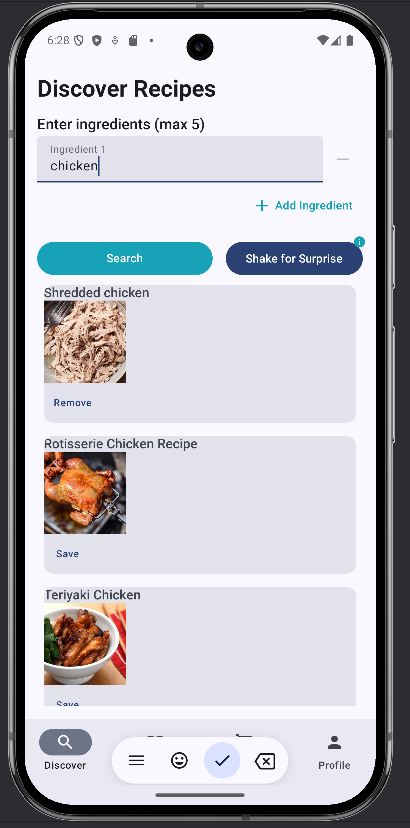 6:28
Discover Recipes
Enter ingredients (max 5)
Ingredient 1
chicken
Add Ingredient
Search
Shake for Surprise
i
Shredded chicken
Remove
Rotisserie Chicken Recipe
Save
Teriyaki Chicken
Save
Discover
Profile